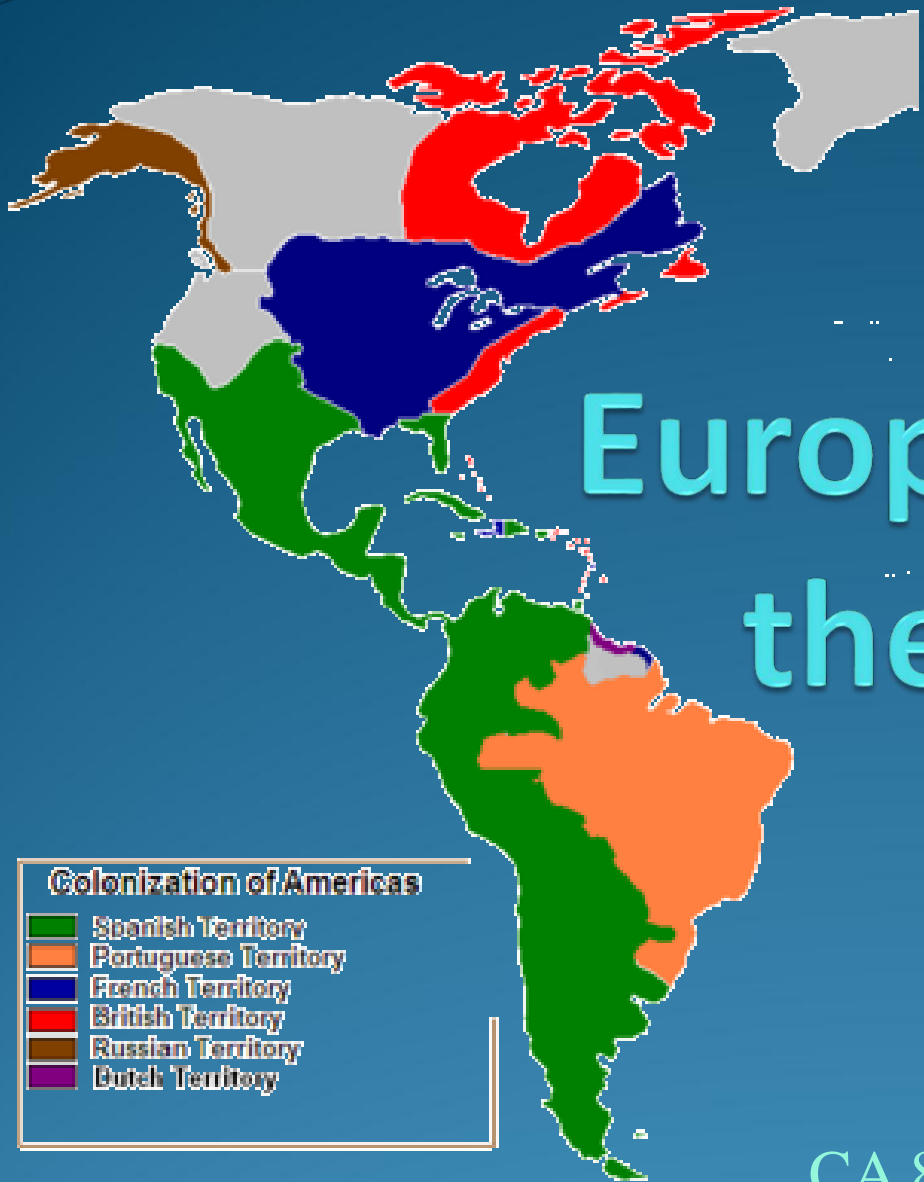 Europ
the
Colonization of Americas
Spanish Territory
Portuguese Territory
French Territory
British Territory
Russian Territory
Dutch Territory